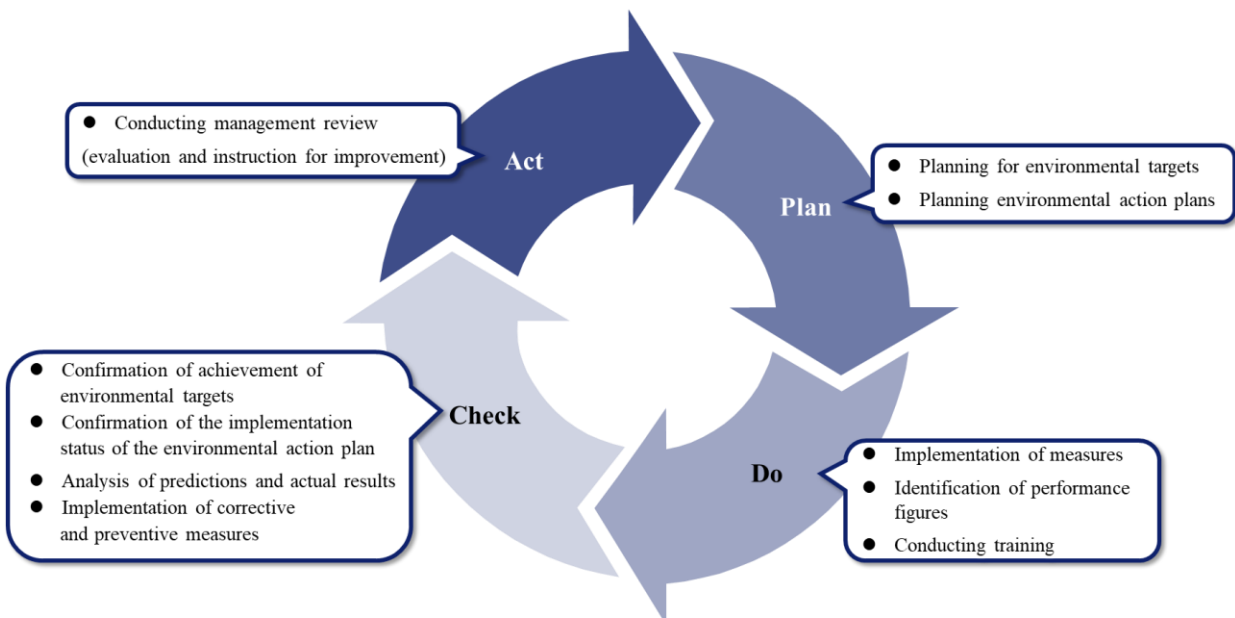 ● Conducting management review
(evaluation and instruction for improvement)
Act
Plan
● Planning for environmental targets
● Planning environmental action plans
● Confirmation of achievement of
environmental targets
● Confirmation of the implementation
status of the environmental action plan
● Analysis of predictions and actual results
● Implementation of corrective
and preventive measures
Check
Do
● Implementation of measures
● Identification of performance
figures
● Conducting training